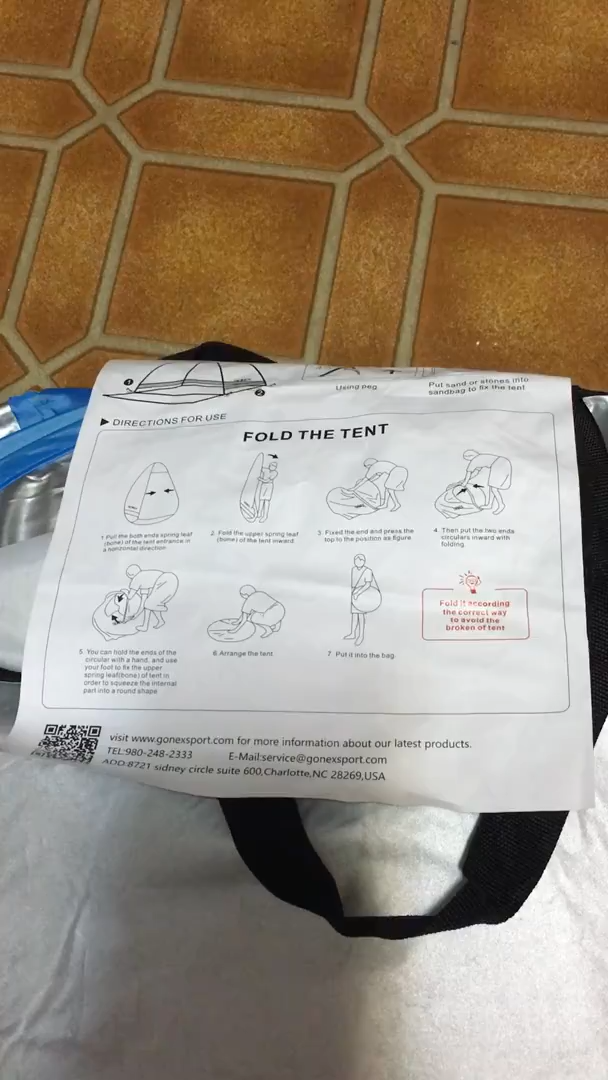 1
2
Using peg
Put sand or stones into
sandbag to fix the tent
▶ DIRECTIONS FOR USE
FOLD THE TENT
1. Put the both ends spring leaf
(bone) of the tent entrance in
a horizontal direction
2. Fold the upper spring leaf
(bone) of the tent inward
3. Fixed the end and press the
top to the position as figure
4. Then put the two ends
circulars inward with
folding.
5. You can hold the ends of the
circular with a hand, and use
your foot to fix the upper
spring leaf(bone) of tent in
order to squeeze the internal
part into a round shape
6. Arrange the tent
7. Put it into the bag.
Fold it according
the correct way
to avoid the
broken of tent
visit www.gonexsport.com for more information about our latest products.
TEL:980-248-2333 E-Mail:service@gonexsport.com
ADD:8721 sidney circle suite 600,Charlotte,NC 28269,USA